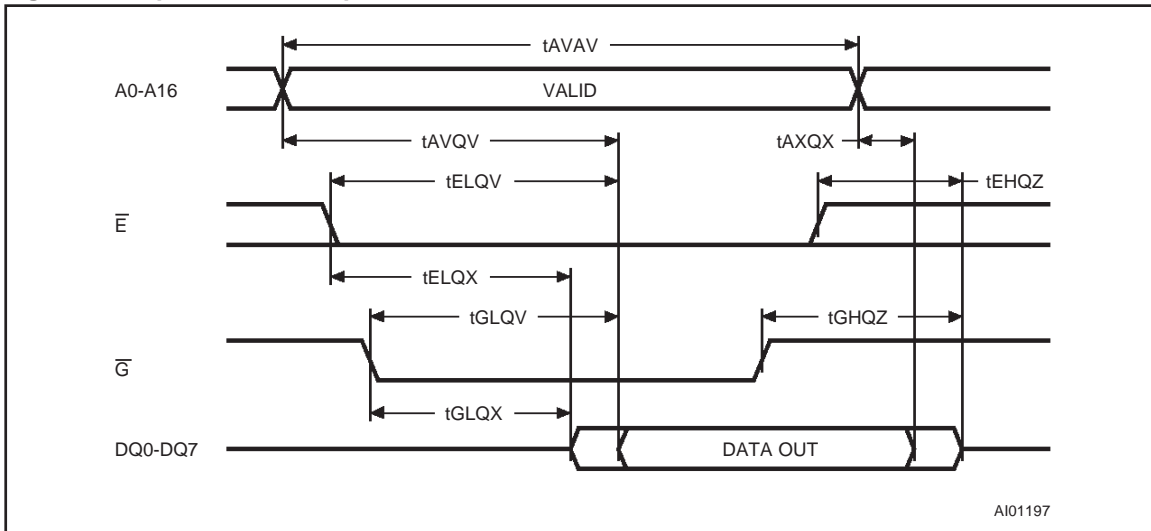 tAVAV
A0-A16 VALID
tAVQV tAXQX
tELQV tEHQZ
E̅
tELQX
tGLQV tGHQZ
G̅
tGLQX
DQ0-DQ7 DATA OUT
AI01197